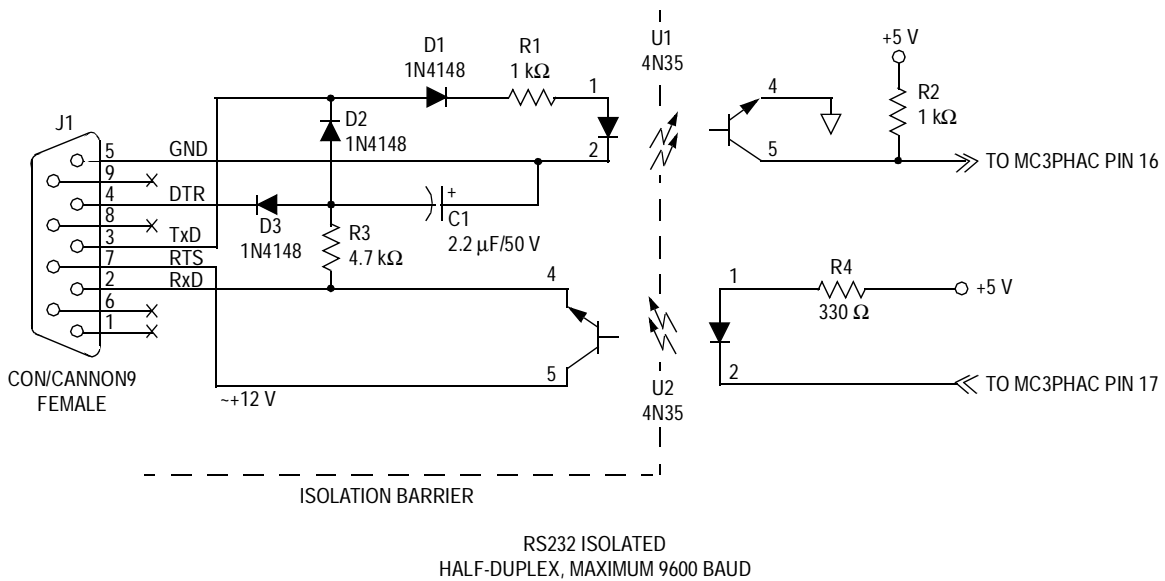 U1
4N35
+5 V
D1
1N4148
R1
1 kΩ
1
4
R2
1 kΩ
J1
D2
1N4148
5
GND
2
5
TO MC3PHAC PIN 16
9
4
DTR
+
C1
2.2 µF/50 V
8
D3
1N4148
R3
4.7 kΩ
3
TxD
7
RTS
2
RxD
4
1
R4
330 Ω
+5 V
6
1
5
2
TO MC3PHAC PIN 17
CON/CANNON9
FEMALE
~+12 V
U2
4N35
ISOLATION BARRIER
RS232 ISOLATED
HALF-DUPLEX, MAXIMUM 9600 BAUD